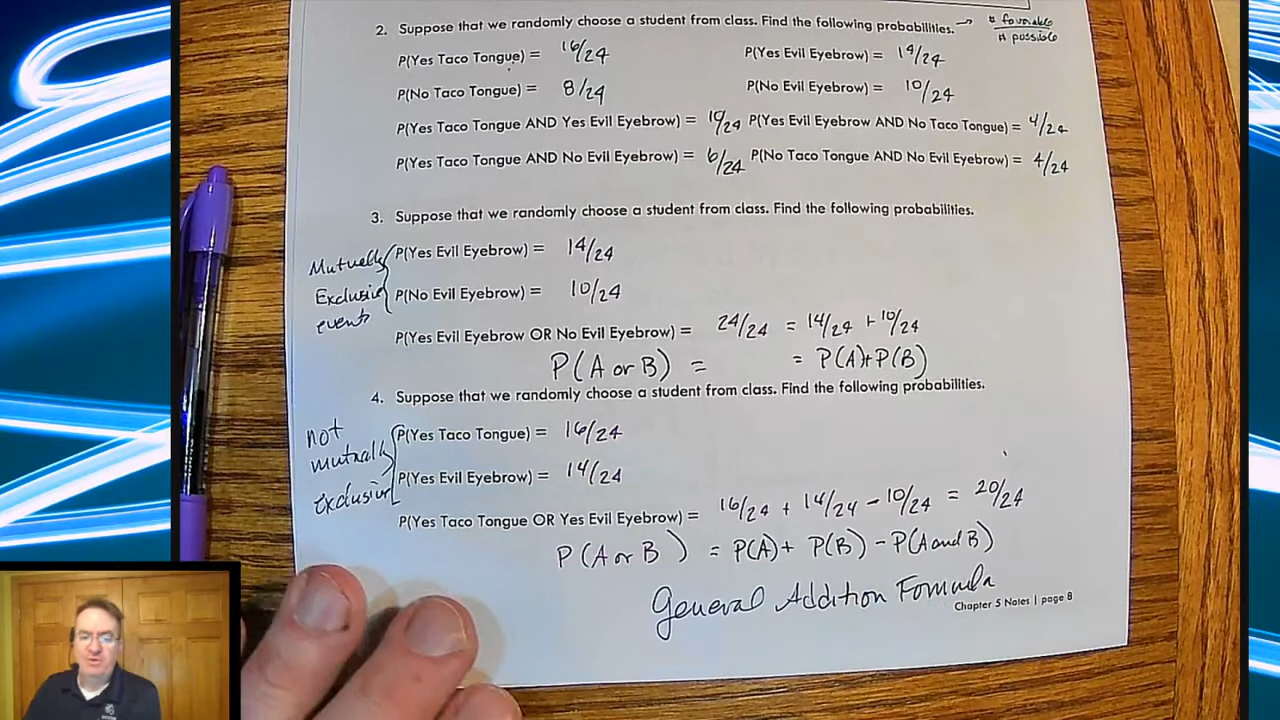 2. Suppose that we randomly choose a student from class. Find the following probabilities. → # favorable
# possible
P(Yes Taco Tongue) = 16/24 P(Yes Evil Eyebrow) = 14/24
P(No Taco Tongue) = 8/24 P(No Evil Eyebrow) = 10/24
P(Yes Taco Tongue AND Yes Evil Eyebrow) = 10/24 P(Yes Evil Eyebrow AND No Taco Tongue) = 4/24
P(Yes Taco Tongue AND No Evil Eyebrow) = 6/24 P(No Taco Tongue AND No Evil Eyebrow) = 4/24
3. Suppose that we randomly choose a student from class. Find the following probabilities.
Mutually P(Yes Evil Eyebrow) = 14/24
Exclusive P(No Evil Eyebrow) = 10/24
events
P(Yes Evil Eyebrow OR No Evil Eyebrow) = 24/24 = 14/24 + 10/24
P(A or B) = = P(A)+P(B)
4. Suppose that we randomly choose a student from class. Find the following probabilities.
not P(Yes Taco Tongue) = 16/24
mutually
exclusive P(Yes Evil Eyebrow) = 14/24
P(Yes Taco Tongue OR Yes Evil Eyebrow) = 16/24 + 14/24 - 10/24 = 20/24
P(A or B) = P(A)+ P(B) - P(A and B)
General Addition Formula
Chapter 5 Notes | page 8